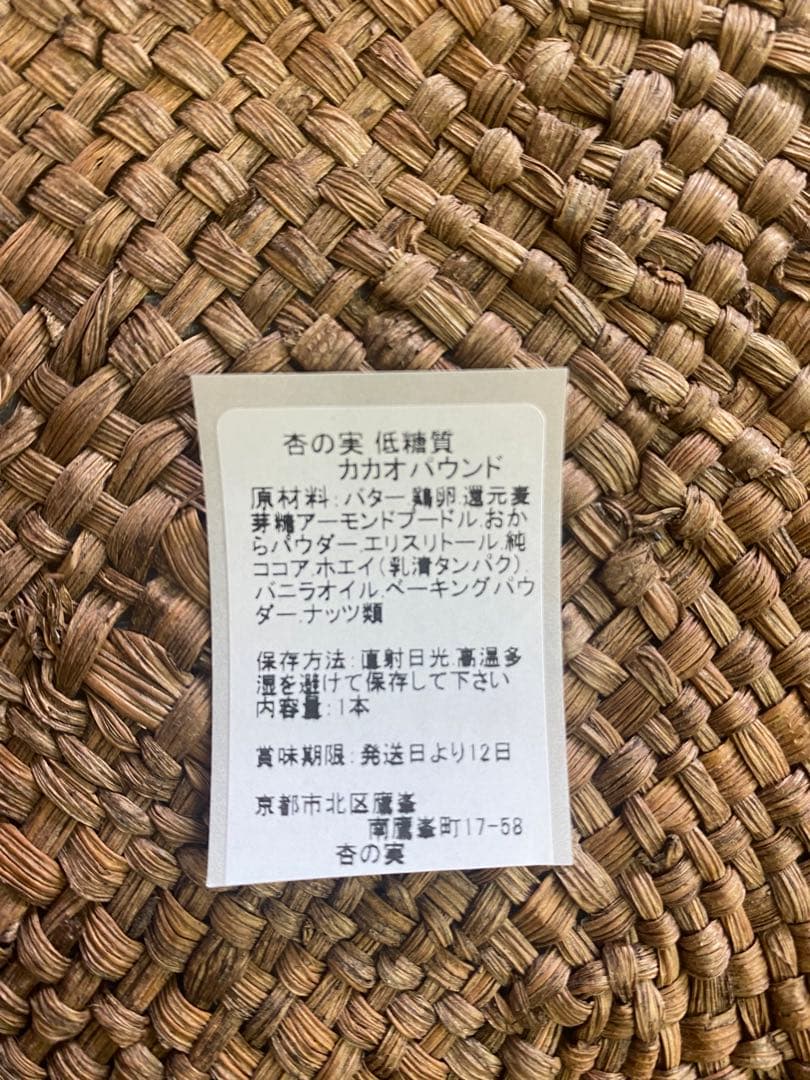 杏の実 低糖質
カカオパウンド
原材料:バター.鶏卵.還元麦
芽糖アーモンドプードル.おか
らパウダー.エリスリトール.純
ココア.ホエイ(乳清タンパク).
バニラオイル.ベーキングパウ
ダー.ナッツ類
保存方法:直射日光.高温多
湿を避けて保存して下さい
内容量:1本
賞味期限:発送日より12日
京都市北区鷹峯
南鷹峯町17-58
杏の実